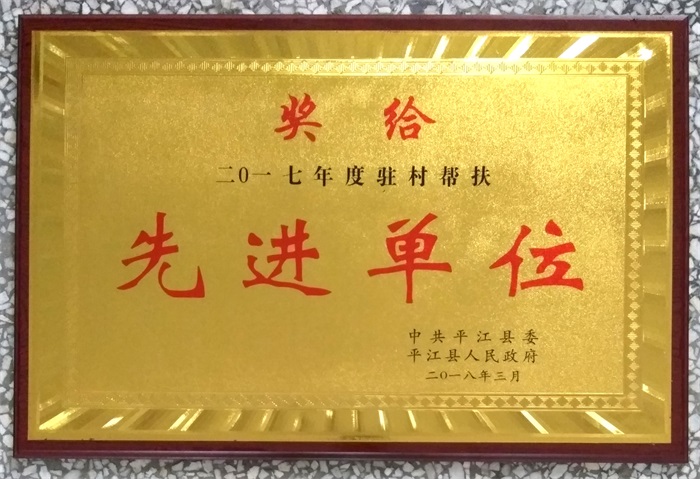 奖给
二〇一七年度驻村帮扶
先进单位
中共平江县委
平江县人民政府
二〇一八年三月